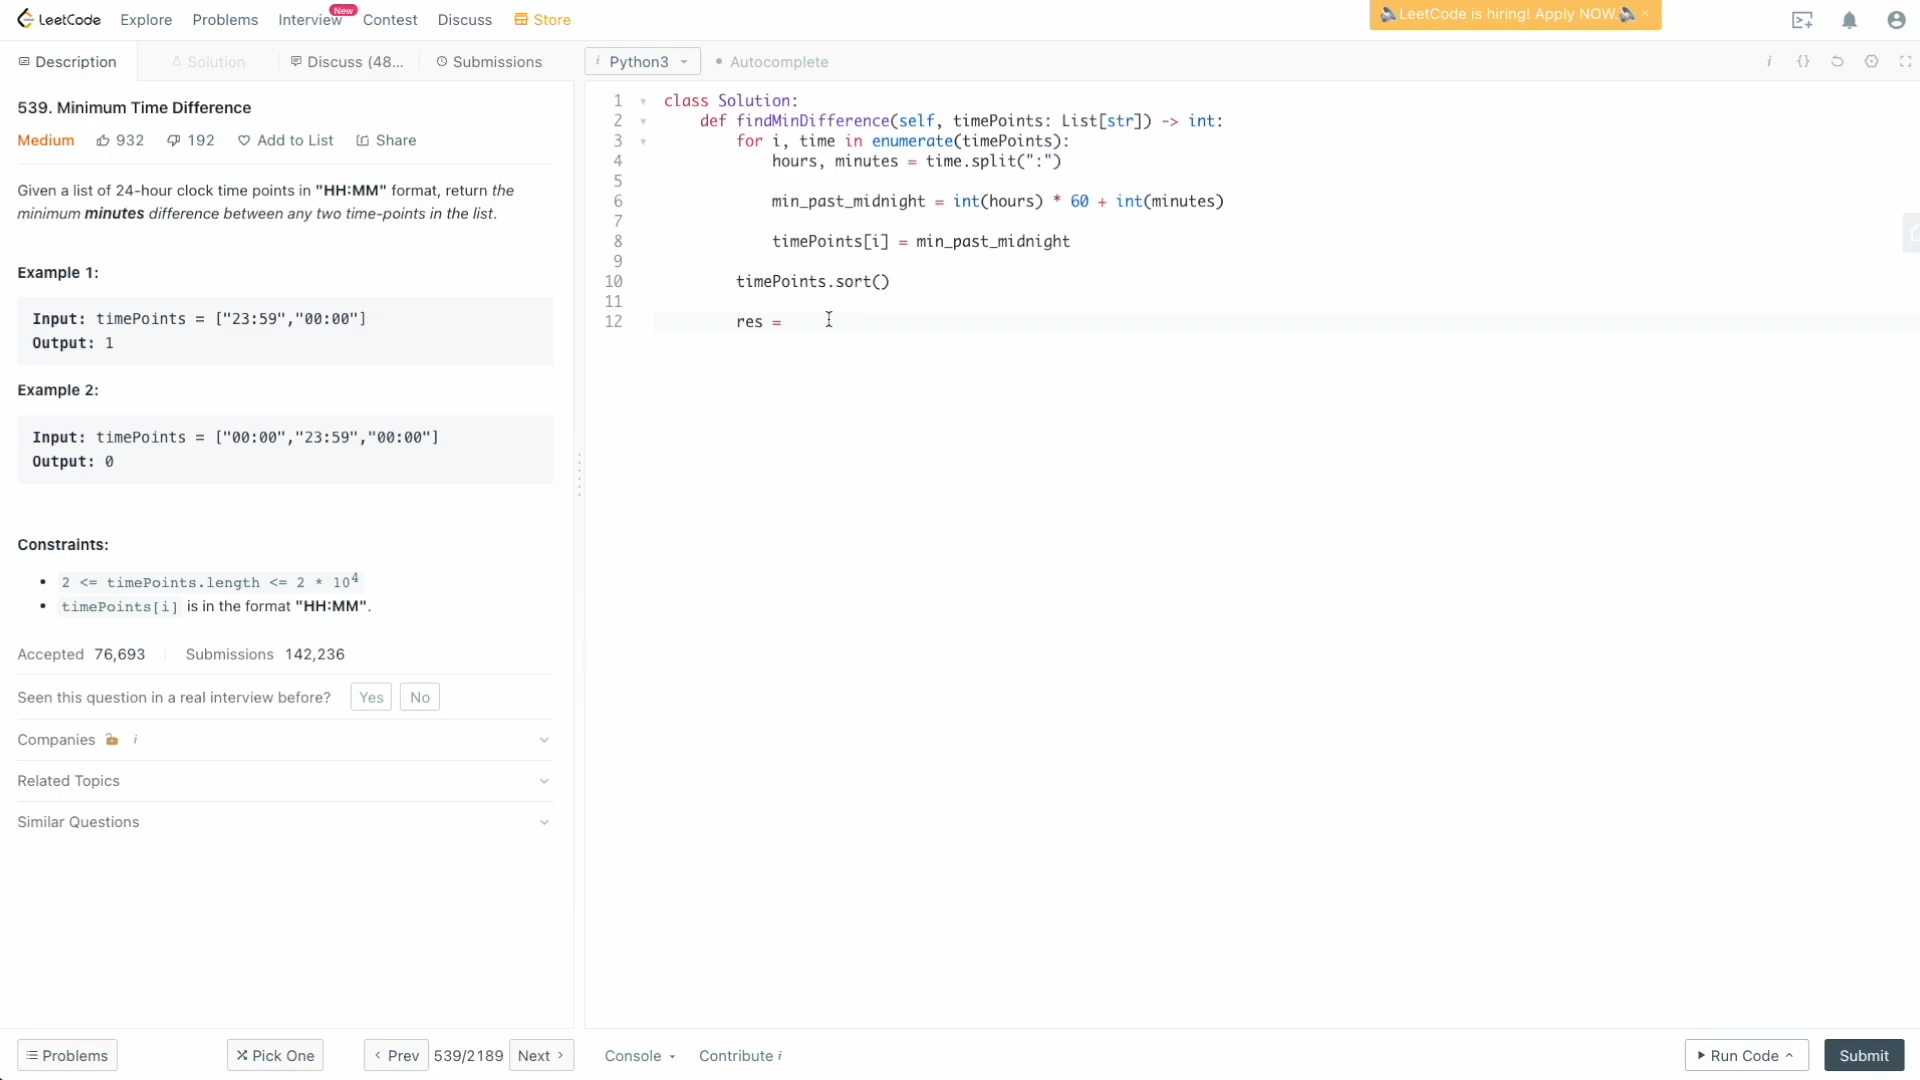 LeetCode Explore Problems Interview New Contest Discuss Store LeetCode is hiring! Apply NOW. ×
Description Solution Discuss (48... Submissions
i Python3 Autocomplete i {}
539. Minimum Time Difference
Medium 932 192 Add to List Share
Given a list of 24-hour clock time points in "HH:MM" format, return the
minimum minutes difference between any two time-points in the list.
Example 1:
Input: timePoints = ["23:59","00:00"]
Output: 1
Example 2:
Input: timePoints = ["00:00","23:59","00:00"]
Output: 0
Constraints:
• 2 <= timePoints.length <= 2 * 10⁴
• timePoints[i] is in the format "HH:MM".
Accepted 76,693 Submissions 142,236
Seen this question in a real interview before? Yes No
Companies i
Related Topics
Similar Questions
1 class Solution:
2 def findMinDifference(self, timePoints: List[str]) -> int:
3 for i, time in enumerate(timePoints):
4 hours, minutes = time.split(":")
5
6 min_past_midnight = int(hours) * 60 + int(minutes)
7
8 timePoints[i] = min_past_midnight
9
10 timePoints.sort()
11
12 res =
Problems Pick One ‹ Prev 539/2189 Next › Console Contribute i Run Code Submit